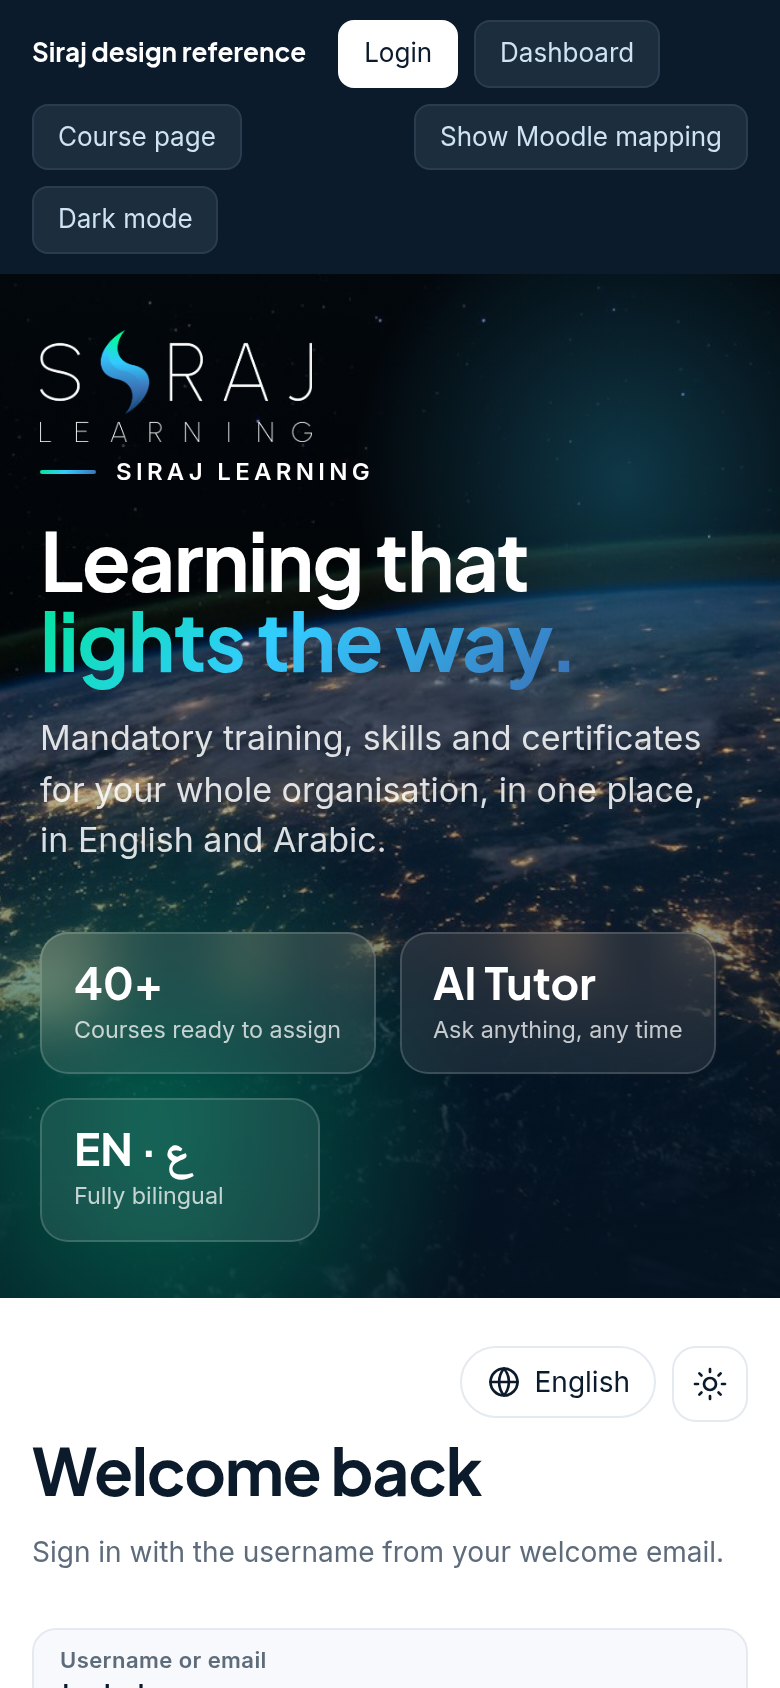 Siraj design reference
Login
Dashboard
Course page
Show Moodle mapping
Dark mode
SIRAJ
LEARNING
SIRAJ LEARNING
Learning that
lights the way.
Mandatory training, skills and certificates
for your whole organisation, in one place,
in English and Arabic.
40+
Courses ready to assign
AI Tutor
Ask anything, any time
EN · ع
Fully bilingual
English
Welcome back
Sign in with the username from your welcome email.
Username or email